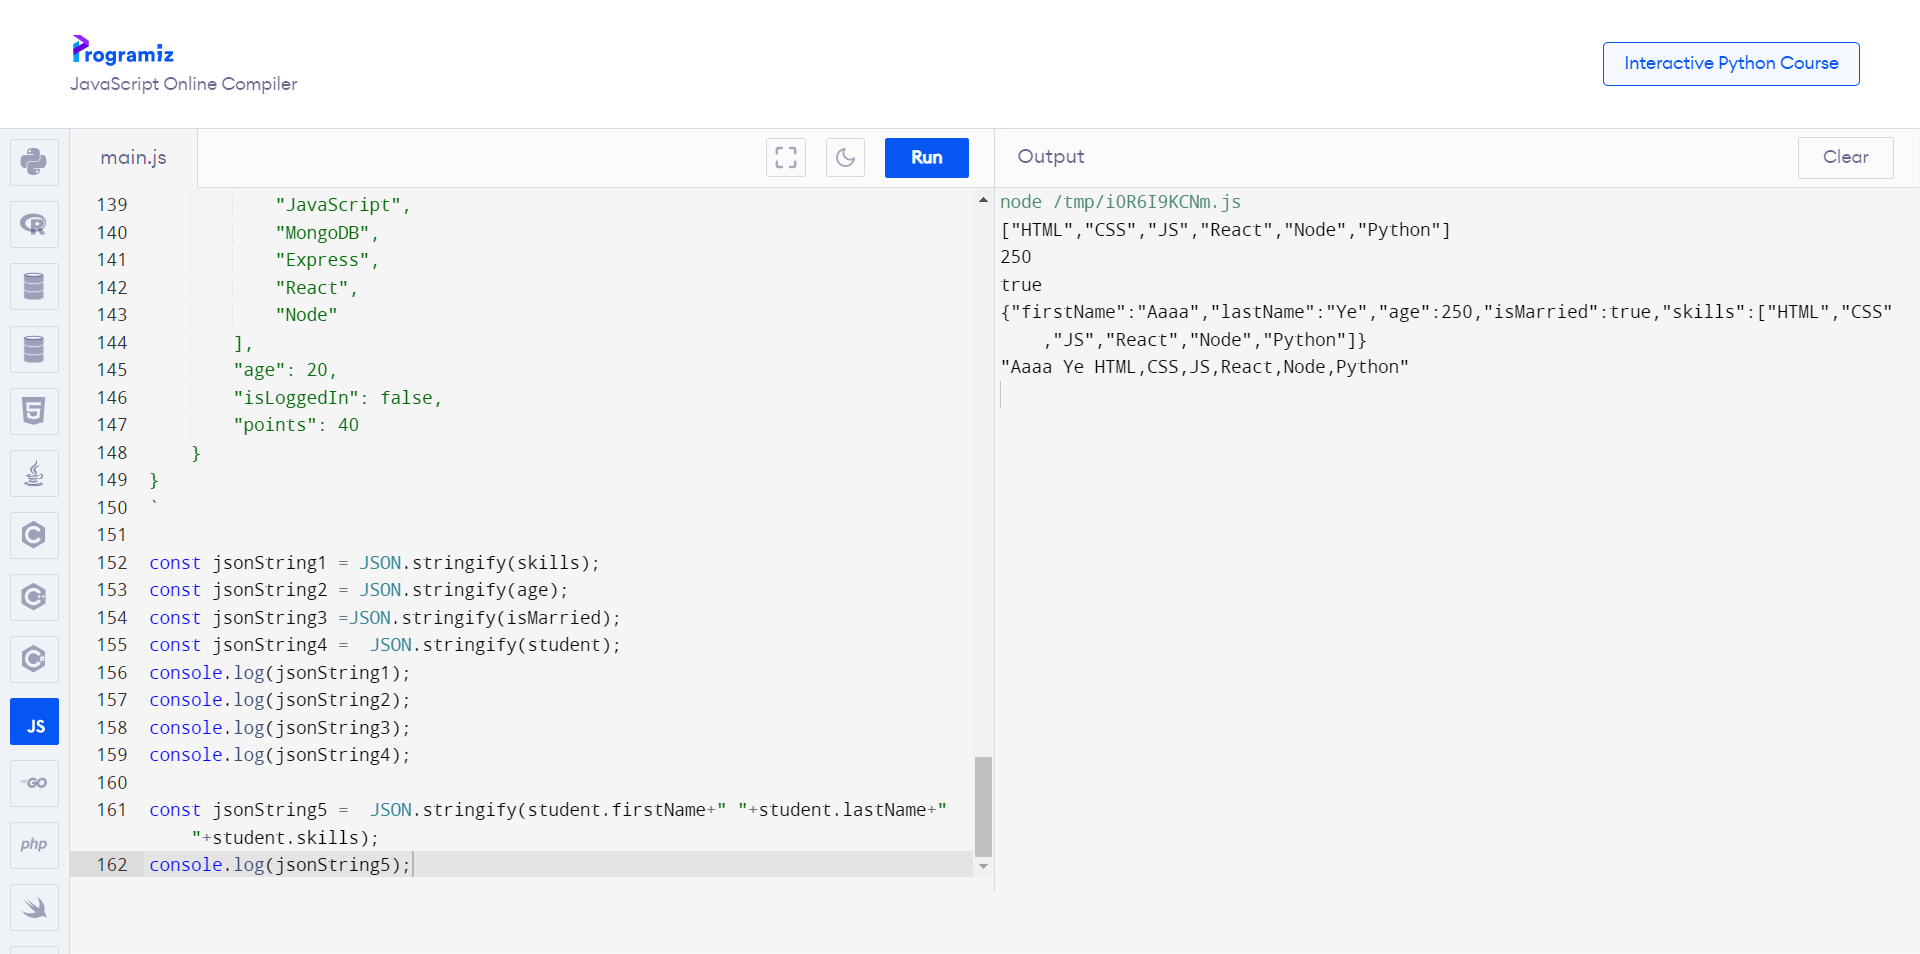 Programiz
JavaScript Online Compiler
Interactive Python Course
main.js
Run
Output
Clear
139 "JavaScript",
140 "MongoDB",
141 "Express",
142 "React",
143 "Node"
144 ],
145 "age": 20,
146 "isLoggedIn": false,
147 "points": 40
148 }
149 }
150 `
151
152 const jsonString1 = JSON.stringify(skills);
153 const jsonString2 = JSON.stringify(age);
154 const jsonString3 =JSON.stringify(isMarried);
155 const jsonString4 =  JSON.stringify(student);
156 console.log(jsonString1);
157 console.log(jsonString2);
158 console.log(jsonString3);
159 console.log(jsonString4);
160
161 const jsonString5 =  JSON.stringify(student.firstName+" "+student.lastName+"
"+student.skills);
162 console.log(jsonString5);
node /tmp/iOR6I9KCNm.js
["HTML","CSS","JS","React","Node","Python"]
250
true
{"firstName":"Aaaa","lastName":"Ye","age":250,"isMarried":true,"skills":["HTML","CSS"
,"JS","React","Node","Python"]}
"Aaaa Ye HTML,CSS,JS,React,Node,Python"
R
5
C
C
C
JS
GO
php